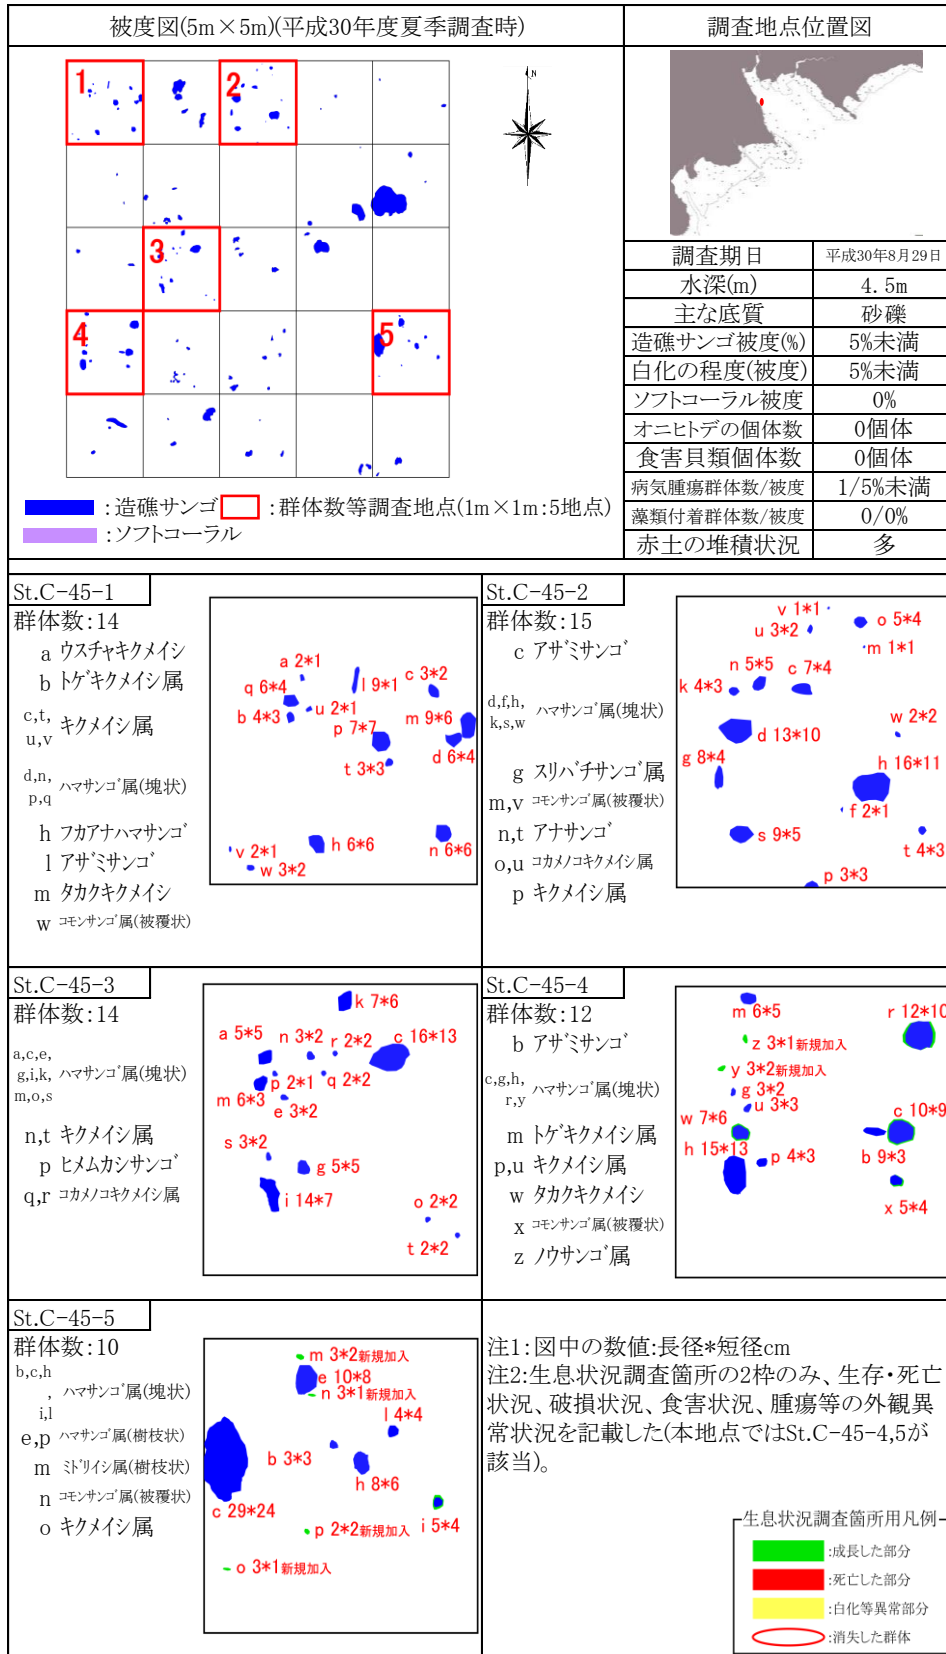 被度図(5m×5m)(平成30年度夏季調査時)
調査地点位置図
1
2
3
4
5
N
:造礁サンゴ
:群体数等調査地点(1m×1m:5地点)
:ソフトコーラル
調査期日 平成30年8月29日
水深(m) 4.5m
主な底質 砂礫
造礁サンゴ被度(%) 5%未満
白化の程度(被度) 5%未満
ソフトコーラル被度 0%
オニヒトデの個体数 0個体
食害貝類個体数 0個体
病気腫瘍群体数/被度 1/5%未満
藻類付着群体数/被度 0/0%
赤土の堆積状況 多
St.C-45-1
群体数:14
a ウスチャキクメイシ
b トゲキクメイシ属
c,t,
u,v キクメイシ属
d,n,
p,q ハマサンゴ属(塊状)
h フカアナハマサンゴ
l アザミサンゴ
m タカクキクメイシ
w コモンサンゴ属(被覆状)
a 2*1
q 6*4
l 9*1
c 3*2
b 4*3
u 2*1
p 7*7
m 9*6
d 6*4
t 3*3
v 2*1
h 6*6
n 6*6
w 3*2
St.C-45-2
群体数:15
c アザミサンゴ
d,f,h,
k,s,w ハマサンゴ属(塊状)
g スリバチサンゴ属
m,v コモンサンゴ属(被覆状)
n,t アナサンゴ
o,u コカメノコキクメイシ属
p キクメイシ属
v 1*1
u 3*2
o 5*4
m 1*1
n 5*5
c 7*4
k 4*3
w 2*2
d 13*10
g 8*4
h 16*11
f 2*1
s 9*5
t 4*3
p 3*3
St.C-45-3
群体数:14
a,c,e,
g,i,k, ハマサンゴ属(塊状)
m,o,s
n,t キクメイシ属
p ヒメムカシサンゴ
q,r コカメノコキクメイシ属
k 7*6
a 5*5
n 3*2
r 2*2
c 16*13
p 2*1
q 2*2
m 6*3
e 3*2
s 3*2
g 5*5
i 14*7
o 2*2
t 2*2
St.C-45-4
群体数:12
b アザミサンゴ
c,g,h,
r,y ハマサンゴ属(塊状)
m トゲキクメイシ属
p,u キクメイシ属
w タカクキクメイシ
x コモンサンゴ属(被覆状)
z ノウサンゴ属
m 6*5
r 12*10
z 3*1新規加入
y 3*2新規加入
g 3*2
u 3*3
c 10*9
w 7*6
h 15*13
p 4*3
b 9*3
x 5*4
St.C-45-5
群体数:10
b,c,h
, ハマサンゴ属(塊状)
i,l
e,p ハマサンゴ属(樹枝状)
m ミドリイシ属(樹枝状)
n コモンサンゴ属(被覆状)
o キクメイシ属
m 3*2新規加入
e 10*8
n 3*1新規加入
l 4*4
b 3*3
h 8*6
c 29*24
p 2*2新規加入
i 5*4
o 3*1新規加入
注1:図中の数値:長径*短径cm
注2:生息状況調査箇所の2枠のみ、生存・死亡
状況、破損状況、食害状況、腫瘍等の外観異
常状況を記載した(本地点ではSt.C-45-4,5が
該当)。
生息状況調査箇所用凡例
:成長した部分
:死亡した部分
:白化等異常部分
:消失した群体